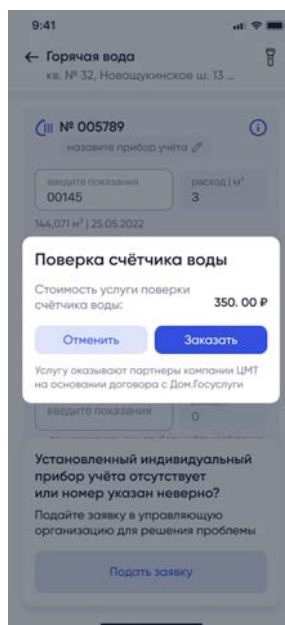 9:41
Горячая вода
кв. № 32, Новощукинское ш. 13 ...
№ 005789
назовите прибор учёта
введите показания
расход | м³
00145
3
144,071 м³ | 25.05.2022
Поверка счётчика воды
Стоимость услуги поверки
счётчика воды:
350. 00 ₽
Отменить
Заказать
Услугу оказывают партнеры компании ЦМТ
на основании договора с Дом.Госуслуги
введите показания
0
Установленный индивидуальный
прибор учёта отсутствует
или номер указан неверно?
Подайте заявку в управляющую
организацию для решения проблемы
Подать заявку